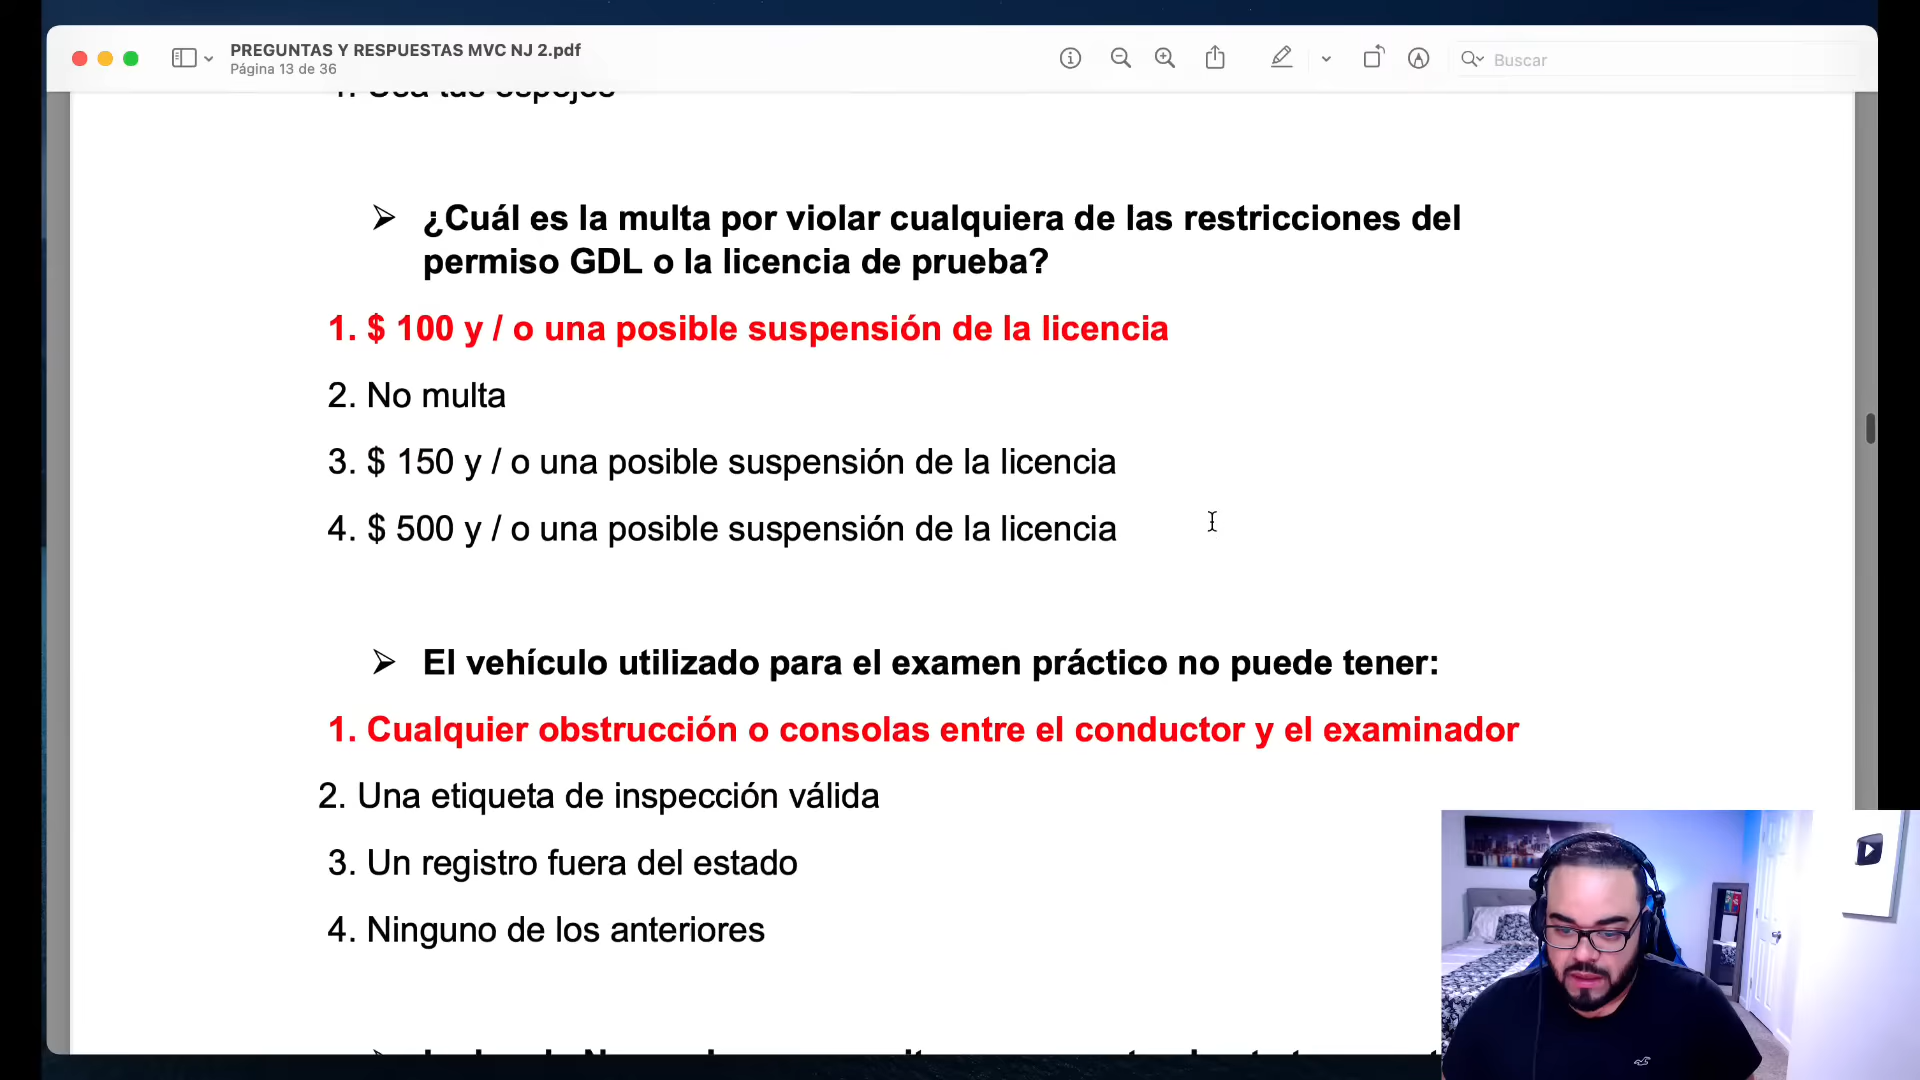 PREGUNTAS Y RESPUESTAS MVC NJ 2.pdf
Página 13 de 36
Buscar
1. Usa tus espejos
➢ ¿Cuál es la multa por violar cualquiera de las restricciones del
permiso GDL o la licencia de prueba?
1. $ 100 y / o una posible suspensión de la licencia
2. No multa
3. $ 150 y / o una posible suspensión de la licencia
4. $ 500 y / o una posible suspensión de la licencia
➢ El vehículo utilizado para el examen práctico no puede tener:
1. Cualquier obstrucción o consolas entre el conductor y el examinador
2. Una etiqueta de inspección válida
3. Un registro fuera del estado
4. Ninguno de los anteriores